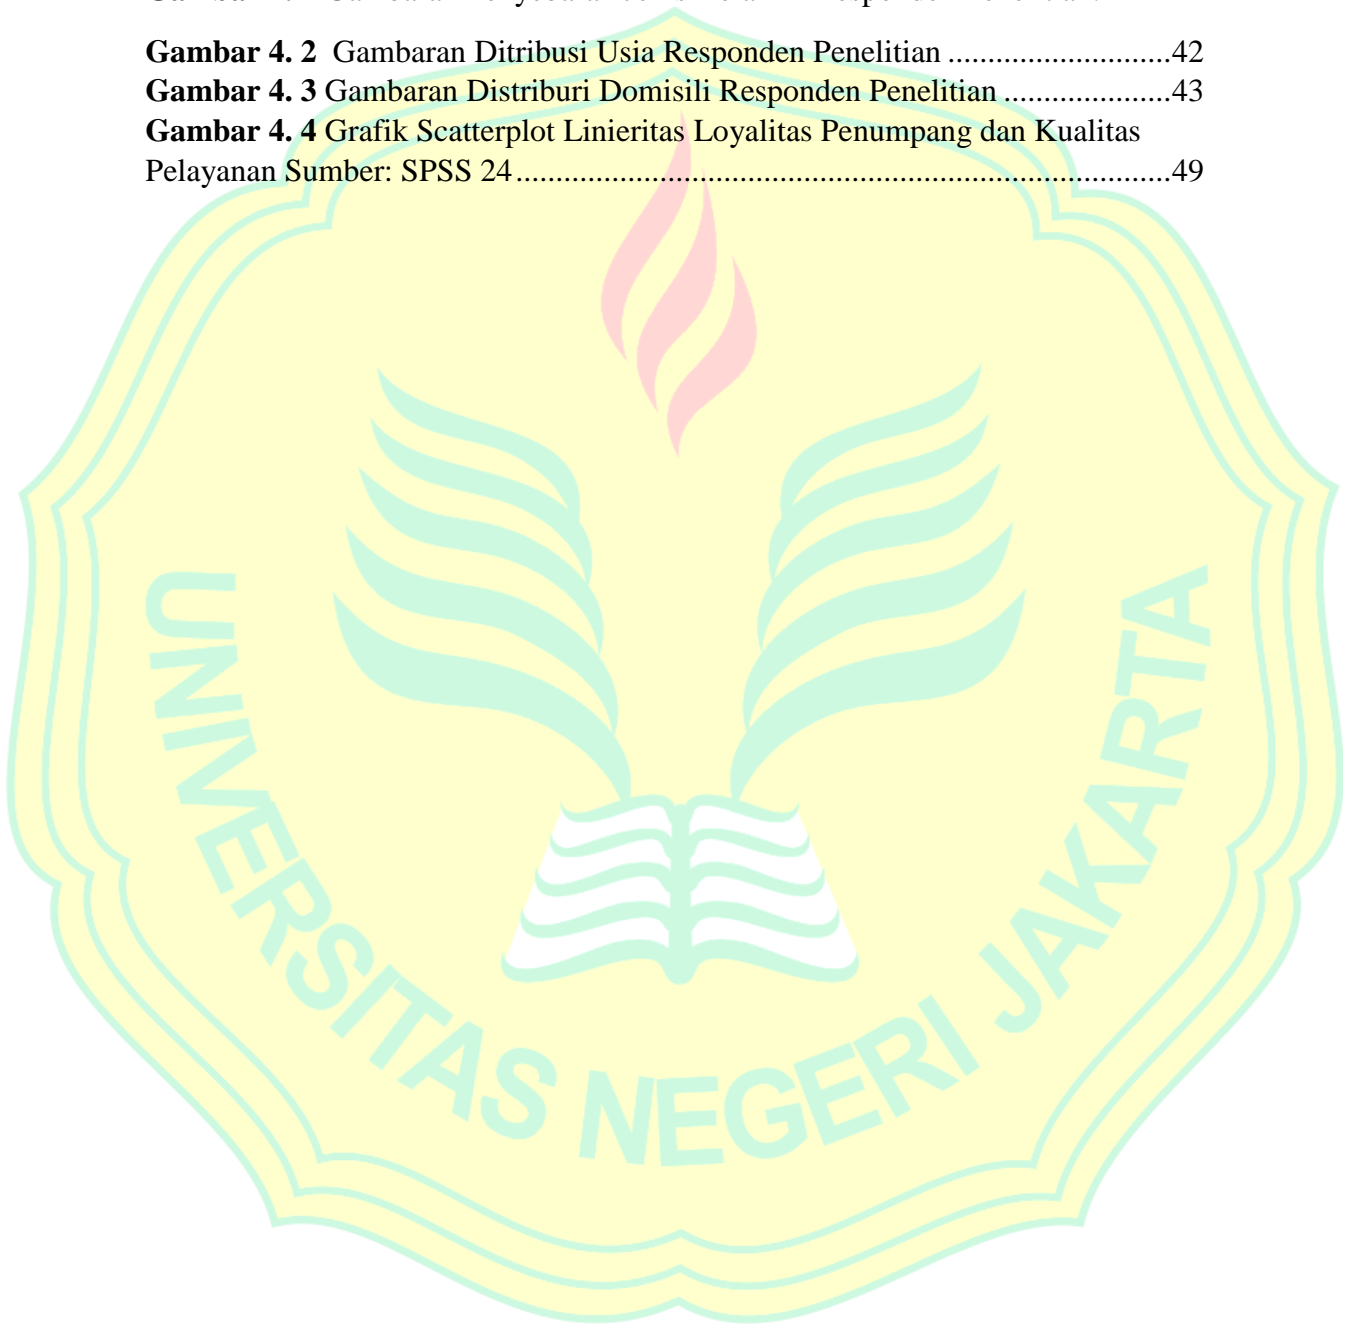 Gambar 4. 2 Gambaran Ditribusi Usia Responden Penelitian ............................42
Gambar 4. 3 Gambaran Distriburi Domisili Responden Penelitian .....................43
Gambar 4. 4 Grafik Scatterplot Linieritas Loyalitas Penumpang dan Kualitas
Pelayanan Sumber: SPSS 24...................................................................................49
UNIVERSITAS NEGERI JAKARTA